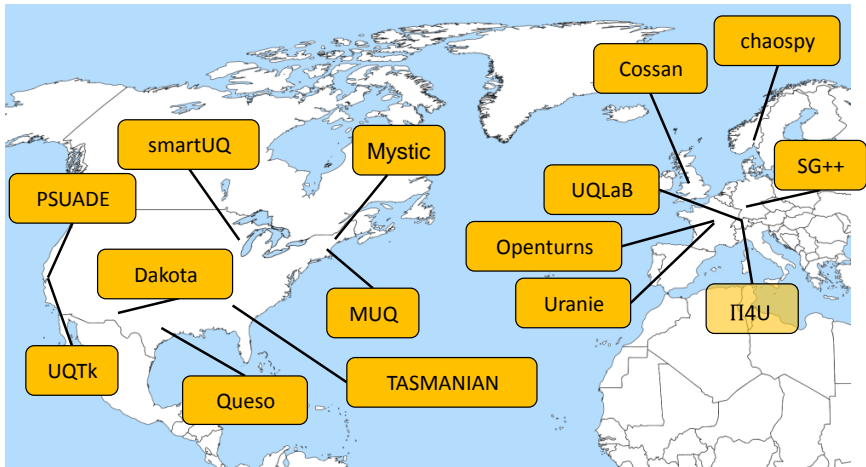 chaospy
Cossan
smartUQ
Mystic
SG++
PSUADE
UQLaB
Openturns
Dakota
Uranie
MUQ
Π4U
UQTk
TASMANIAN
Queso